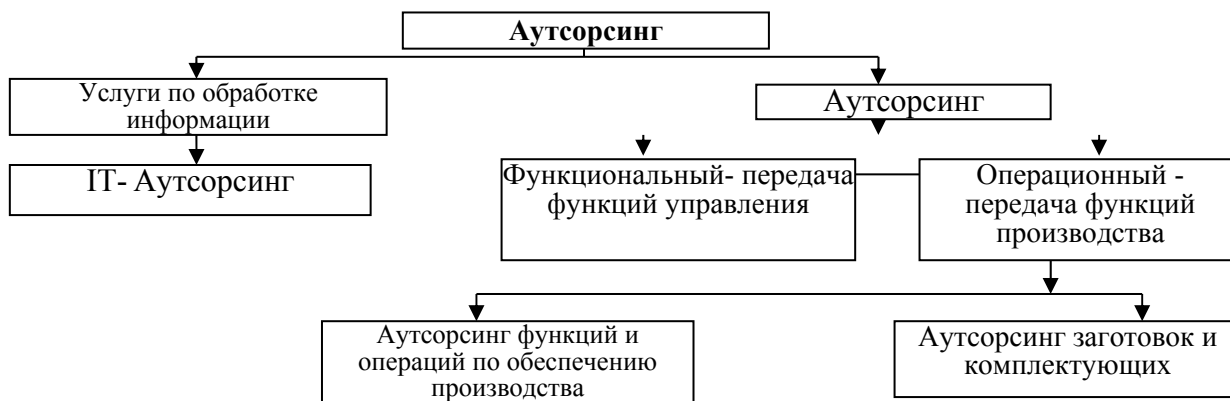 Аутсорсинг
Услуги по обработке
информации
Аутсорсинг
IT- Аутсорсинг
Функциональный- передача
функций управления
Операционный -
передача функций
производства
Аутсорсинг функций и
операций по обеспечению
производства
Аутсорсинг заготовок и
комплектующих